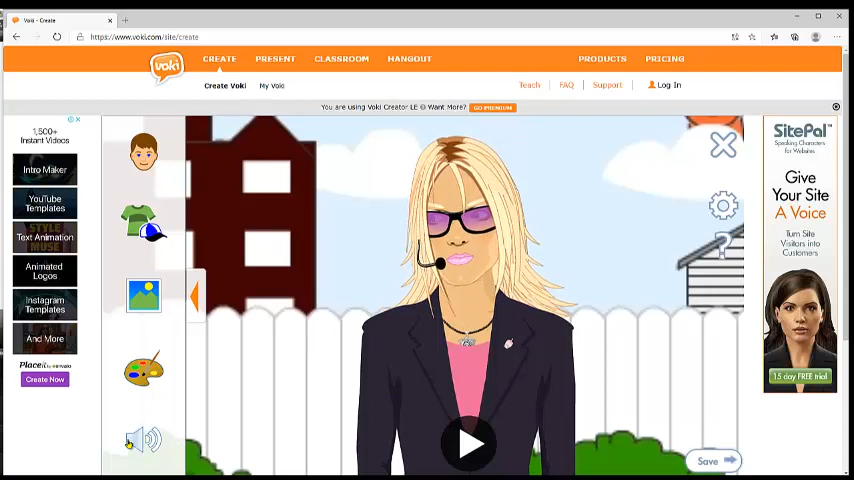 Voki - Create
https://www.voki.com/site/create
voki
CREATE PRESENT CLASSROOM HANGOUT PRODUCTS PRICING
Create Voki My Voki Teach FAQ Support Log In
You are using Voki Creator LE Want More? GO PREMIUM
1,500+
Instant Videos
Intro Maker
YouTube
Templates
Text Animation
Animated
Logos
Instagram
Templates
And More
Placeit by envato
Create Now
SitePal™
Speaking Characters
for Websites
Give
Your Site
A Voice
Turn Site
Visitors into
Customers
15 day FREE trial
Save